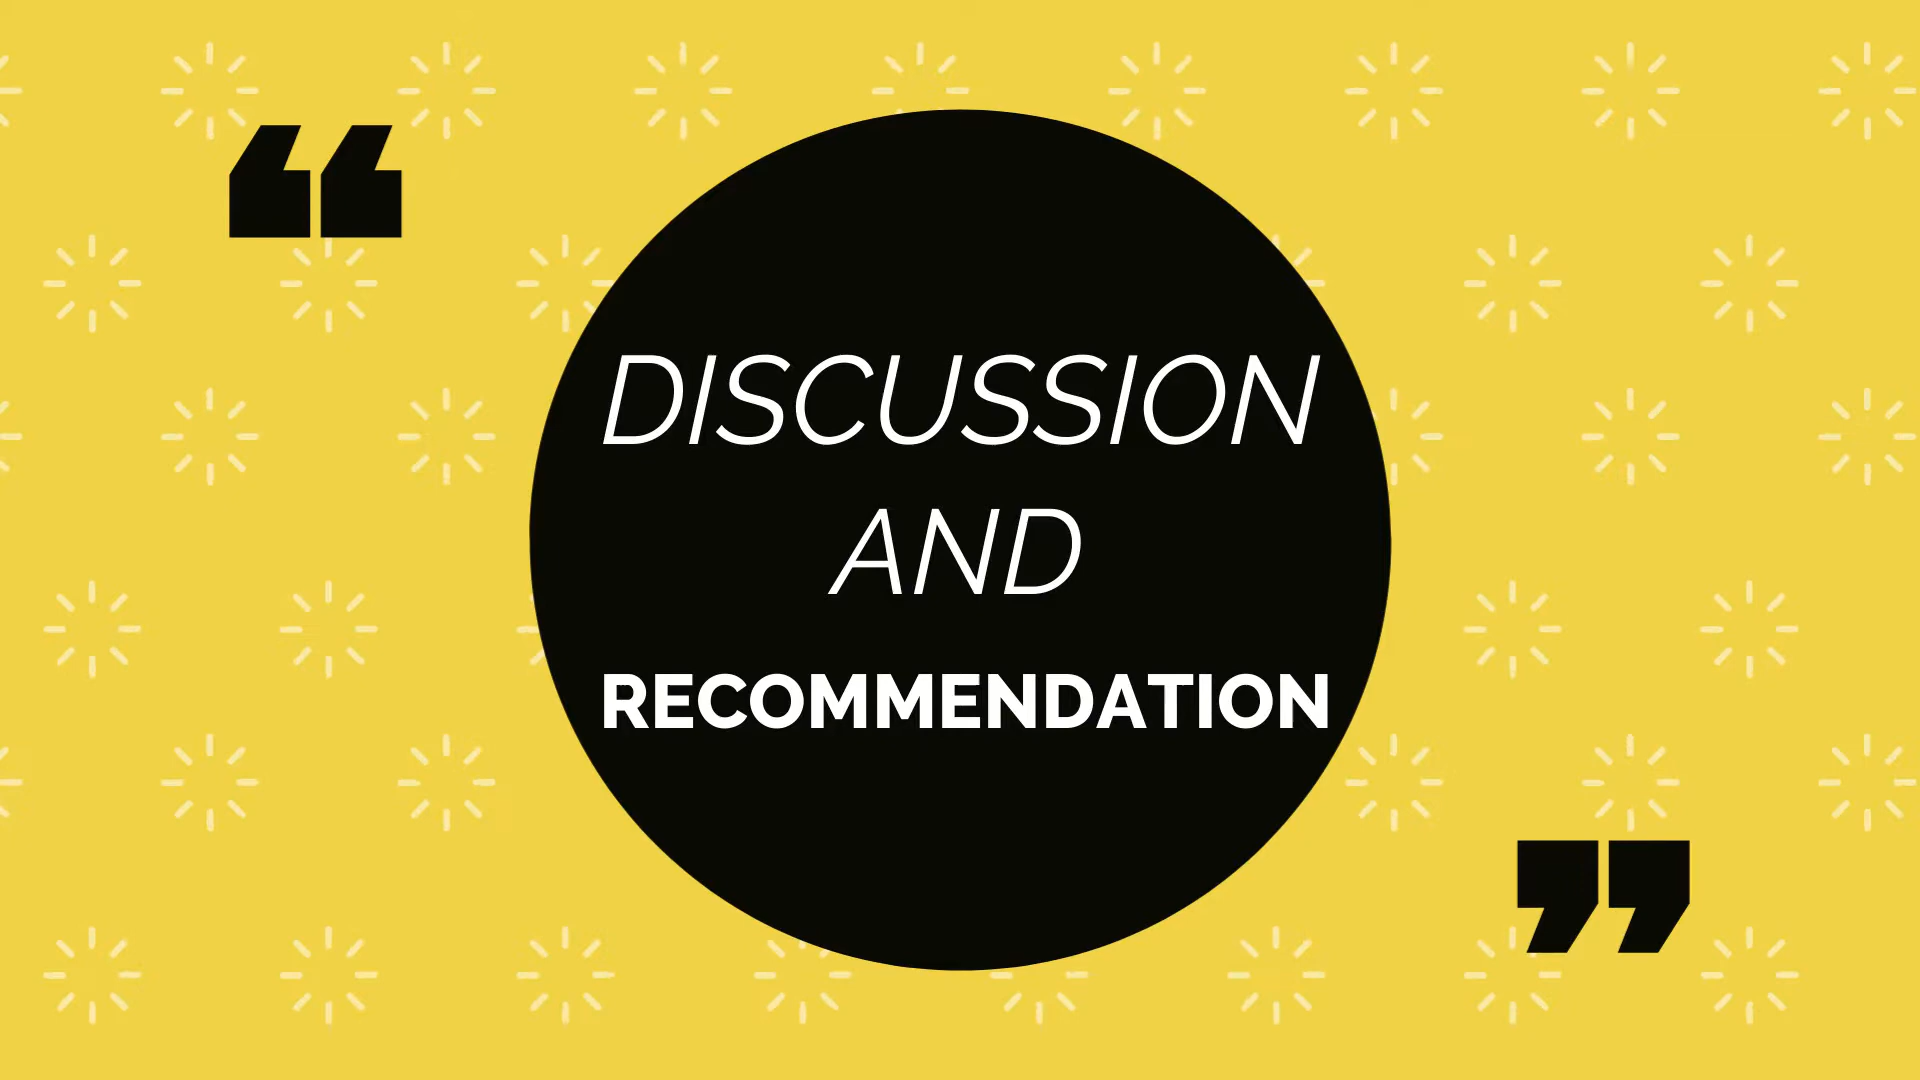 “
DISCUSSION
AND
RECOMMENDATION
”